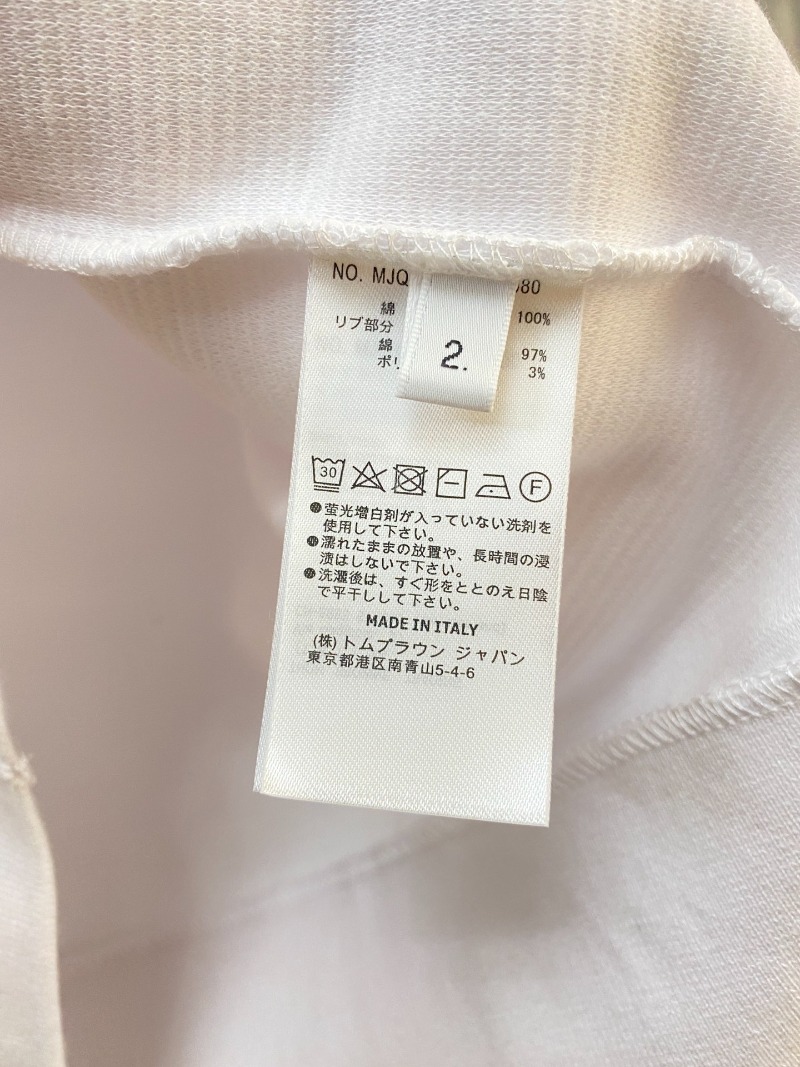 NO. MJQ 80
綿 100%
リブ部分
綿 97%
ポリ 3%
2.
30
F
●蛍光増白剤が入っていない洗剤を
使用して下さい。
●濡れたままの放置や、長時間の浸
漬はしないで下さい。
●洗濯後は、すぐ形をととのえ日陰
で平干しして下さい。
MADE IN ITALY
(株)トムブラウン ジャパン
東京都港区南青山5-4-6